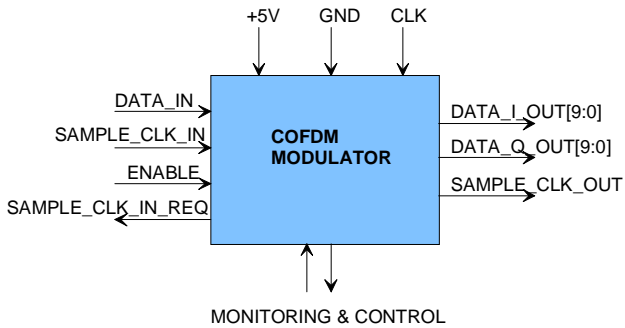 +5V GND CLK
DATA_IN
SAMPLE_CLK_IN
ENABLE
SAMPLE_CLK_IN_REQ
COFDM
MODULATOR
DATA_I_OUT[9:0]
DATA_Q_OUT[9:0]
SAMPLE_CLK_OUT
MONITORING & CONTROL